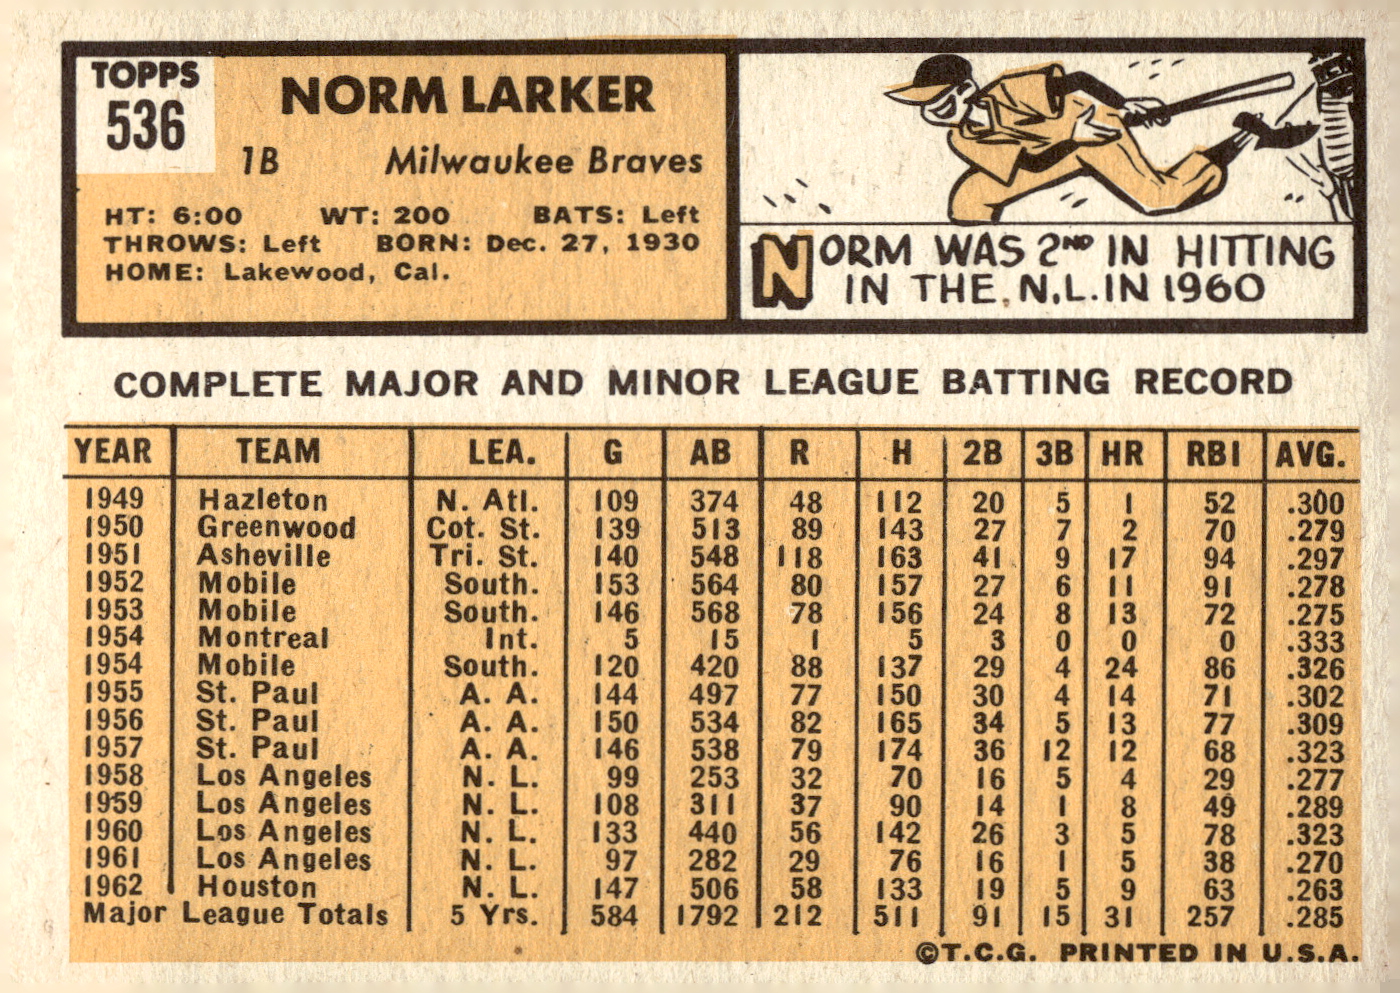 TOPPS
536
NORM LARKER
1B Milwaukee Braves
HT: 6:00 WT: 200 BATS: Left
THROWS: Left BORN: Dec. 27, 1930
HOME: Lakewood, Cal.
NORM WAS 2ND IN HITTING
IN THE N.L. IN 1960
COMPLETE MAJOR AND MINOR LEAGUE BATTING RECORD
YEAR TEAM LEA. G AB R H 2B 3B HR RBI AVG.
1949 Hazleton N. Atl. 109 374 48 112 20 5 1 52 .300
1950 Greenwood Cot. St. 139 513 89 143 27 7 2 70 .279
1951 Asheville Tri. St. 140 548 118 163 41 9 17 94 .297
1952 Mobile South. 153 564 80 157 27 6 11 91 .278
1953 Mobile South. 146 568 78 156 24 8 13 72 .275
1954 Montreal Int. 5 15 1 5 3 0 0 0 .333
1954 Mobile South. 120 420 88 137 29 4 24 86 .326
1955 St. Paul A. A. 144 497 77 150 30 4 14 71 .302
1956 St. Paul A. A. 150 534 82 165 34 5 13 77 .309
1957 St. Paul A. A. 146 538 79 174 36 12 12 68 .323
1958 Los Angeles N. L. 99 253 32 70 16 5 4 29 .277
1959 Los Angeles N. L. 108 311 37 90 14 1 8 49 .289
1960 Los Angeles N. L. 133 440 56 142 26 3 5 78 .323
1961 Los Angeles N. L. 97 282 29 76 16 1 5 38 .270
1962 Houston N. L. 147 506 58 133 19 5 9 63 .263
Major League Totals 5 Yrs. 584 1792 212 511 91 15 31 257 .285
©T.C.G. PRINTED IN U.S.A.